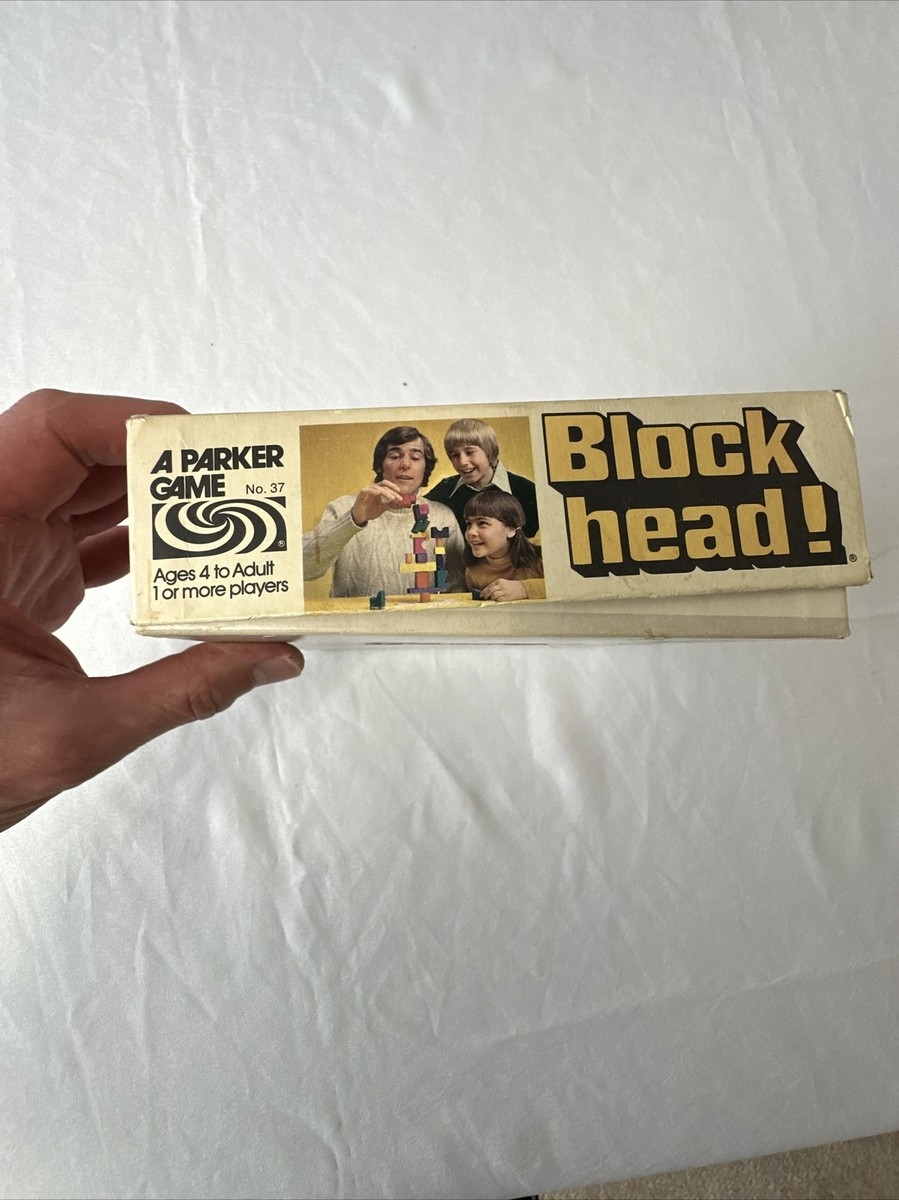 A PARKER
GAME No. 37
®
Ages 4 to Adult
1 or more players
Block
head!®